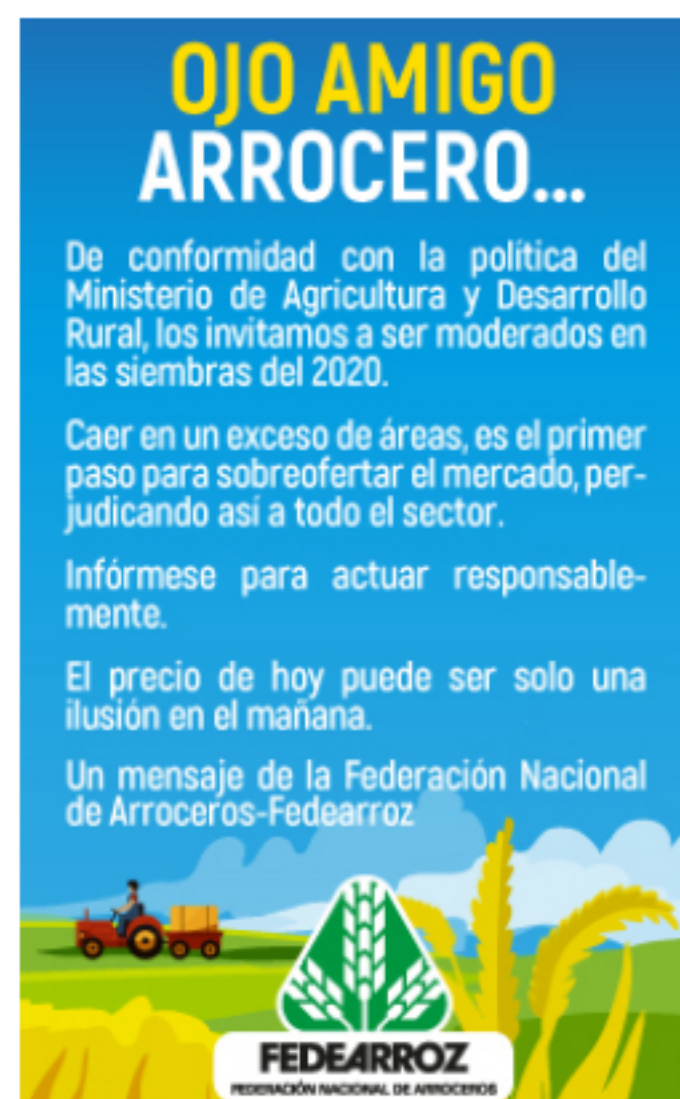 OJO AMIGO
ARROCERO...
De conformidad con la política del
Ministerio de Agricultura y Desarrollo
Rural, los invitamos a ser moderados en
las siembras del 2020.
Caer en un exceso de áreas, es el primer
paso para sobreofertar el mercado, per-
judicando así a todo el sector.
Infórmese para actuar responsable-
mente.
El precio de hoy puede ser solo una
ilusión en el mañana.
Un mensaje de la Federación Nacional
de Arroceros-Fedearroz
FEDEARROZ
FEDERACIÓN NACIONAL DE ARROCEROS